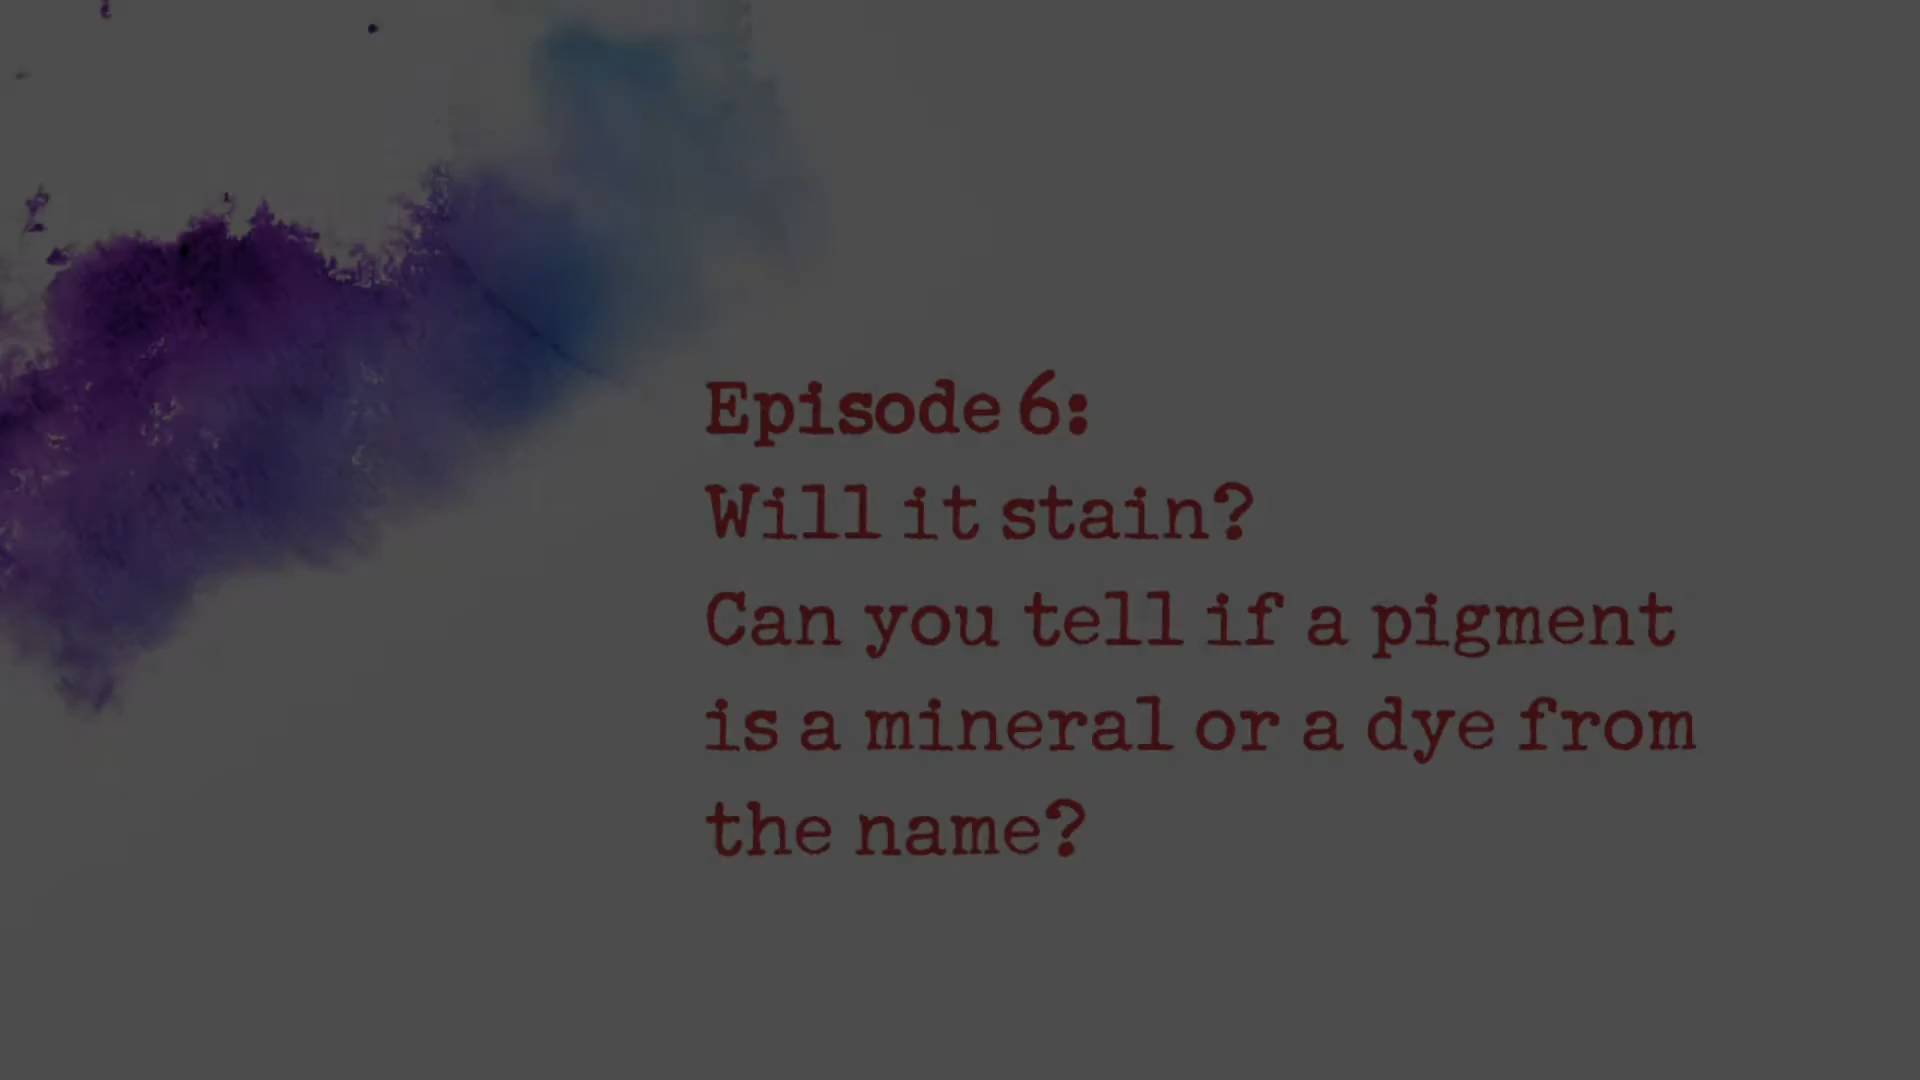 Episode 6:
Will it stain?
Can you tell if a pigment
is a mineral or a dye from
the name?